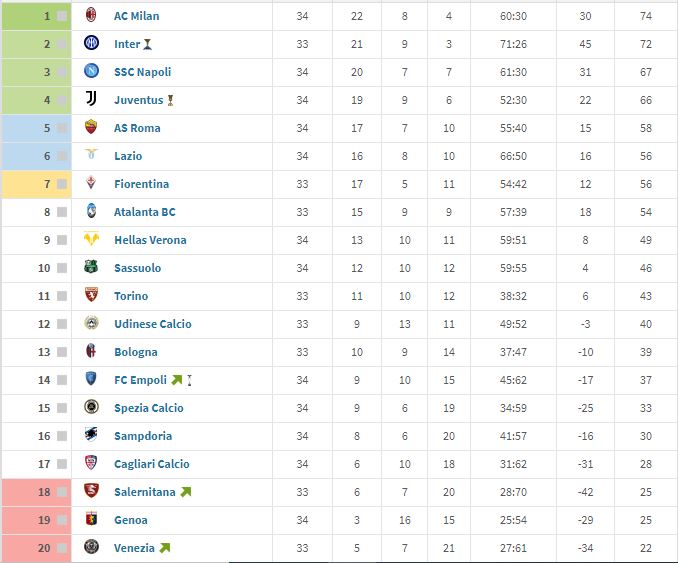 1 AC Milan 34 22 8 4 60:30 30 74
2 Inter 33 21 9 3 71:26 45 72
3 SSC Napoli 34 20 7 7 61:30 31 67
4 Juventus 34 19 9 6 52:30 22 66
5 AS Roma 34 17 7 10 55:40 15 58
6 Lazio 34 16 8 10 66:50 16 56
7 Fiorentina 33 17 5 11 54:42 12 56
8 Atalanta BC 33 15 9 9 57:39 18 54
9 Hellas Verona 34 13 10 11 59:51 8 49
10 Sassuolo 34 12 10 12 59:55 4 46
11 Torino 33 11 10 12 38:32 6 43
12 Udinese Calcio 33 9 13 11 49:52 -3 40
13 Bologna 33 10 9 14 37:47 -10 39
14 FC Empoli 34 9 10 15 45:62 -17 37
15 Spezia Calcio 34 9 6 19 34:59 -25 33
16 Sampdoria 34 8 6 20 41:57 -16 30
17 Cagliari Calcio 34 6 10 18 31:62 -31 28
18 Salernitana 33 6 7 20 28:70 -42 25
19 Genoa 34 3 16 15 25:54 -29 25
20 Venezia 33 5 7 21 27:61 -34 22